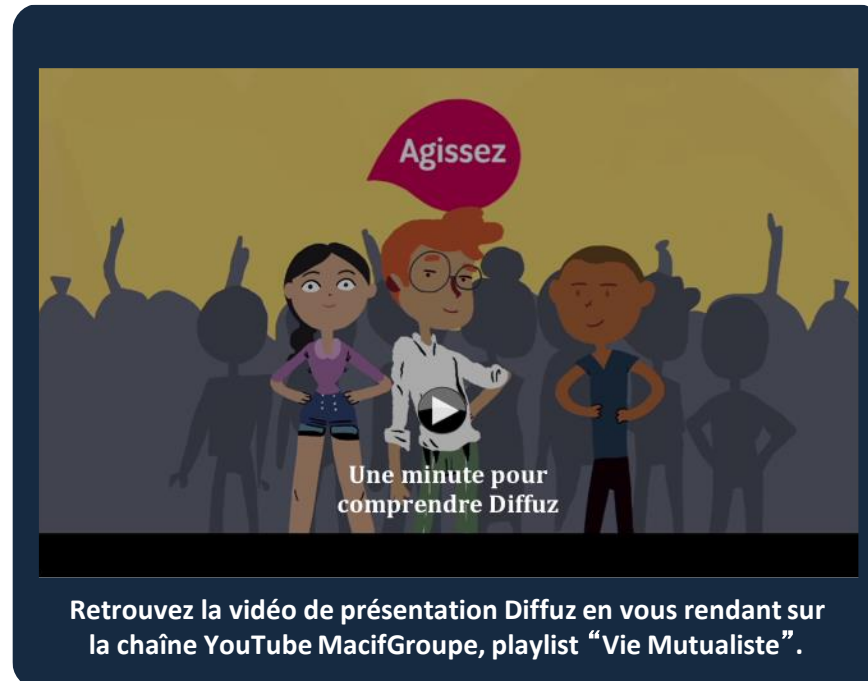 Agissez
Une minute pour
comprendre Diffuz
Retrouvez la vidéo de présentation Diffuz en vous rendant sur
la chaîne YouTube MacifGroupe, playlist “Vie Mutualiste”.